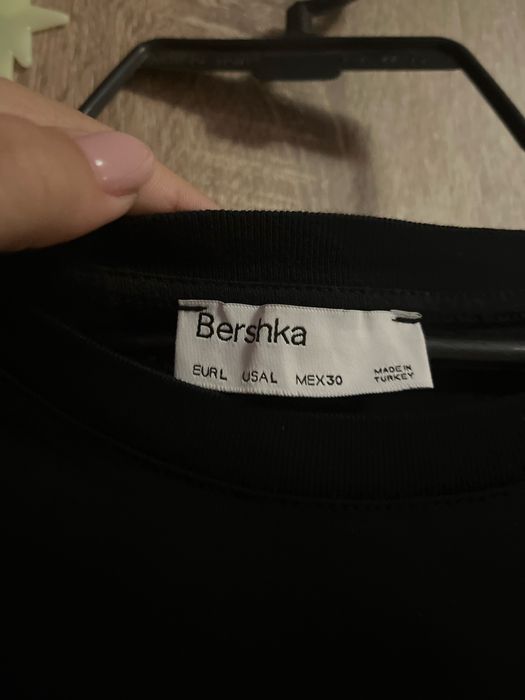 Bershka
EUR L USA L MEX 30 MADE IN
TURKEY